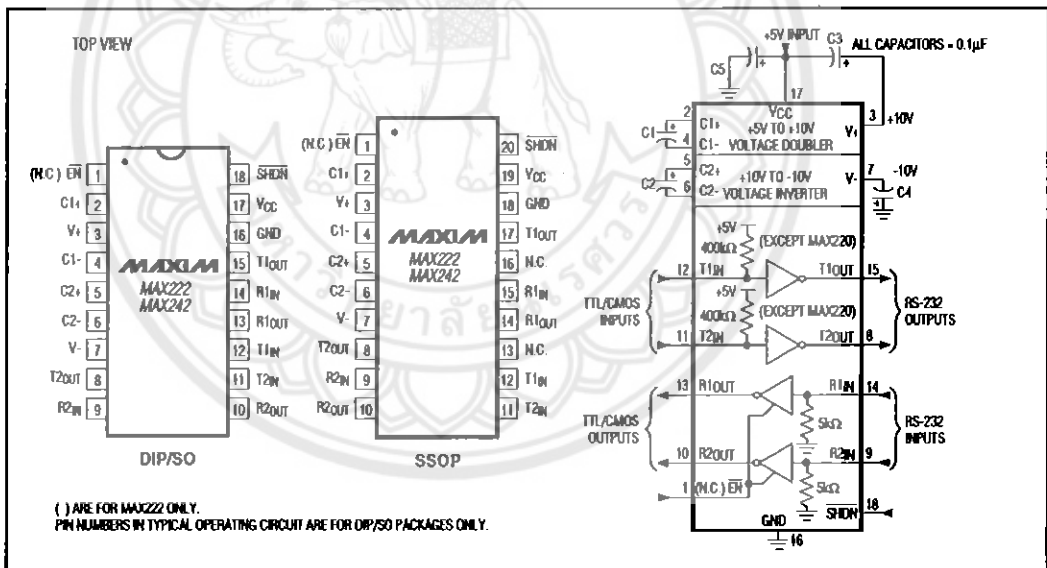 TOP VIEW
(N.C.) EN 1
C1+ 2
V+ 3
C1- 4
C2+ 5
C2- 6
V- 7
T2OUT 8
R2IN 9
18 SHDN
17 VCC
16 GND
15 T1OUT
14 R1IN
13 R1OUT
12 T1IN
11 T2IN
10 R2OUT
MAXIM
MAX222
MAX242
DIP/SO
(N.C.) EN 1
C1+ 2
V+ 3
C1- 4
C2+ 5
C2- 6
V- 7
T2OUT 8
R2IN 9
R2OUT 10
20 SHDN
19 VCC
18 GND
17 T1OUT
16 N.C.
15 R1IN
14 R1OUT
13 N.C.
12 T1IN
11 T2IN
MAXIM
MAX222
MAX242
SSOP
+5V INPUT
C3
ALL CAPACITORS = 0.1µF
C5
17
VCC
2 C1+
C1
4 C1-
+5V TO +10V
VOLTAGE DOUBLER
V+ 3 +10V
5 C2+
C2
6 C2-
+10V TO -10V
VOLTAGE INVERTER
V- 7 -10V
C4
+5V
400kΩ
(EXCEPT MAX220)
12 T1IN
T1OUT 15
TTL/CMOS
INPUTS
+5V
400kΩ
(EXCEPT MAX220)
RS-232
OUTPUTS
11 T2IN
T2OUT 8
13 R1OUT
R1IN 14
5kΩ
TTL/CMOS
OUTPUTS
RS-232
INPUTS
10 R2OUT
R2IN 9
5kΩ
1 (N.C.) EN
SHDN 18
GND
16
( ) ARE FOR MAX222 ONLY.
PIN NUMBERS IN TYPICAL OPERATING CIRCUIT ARE FOR DIP/SO PACKAGES ONLY.